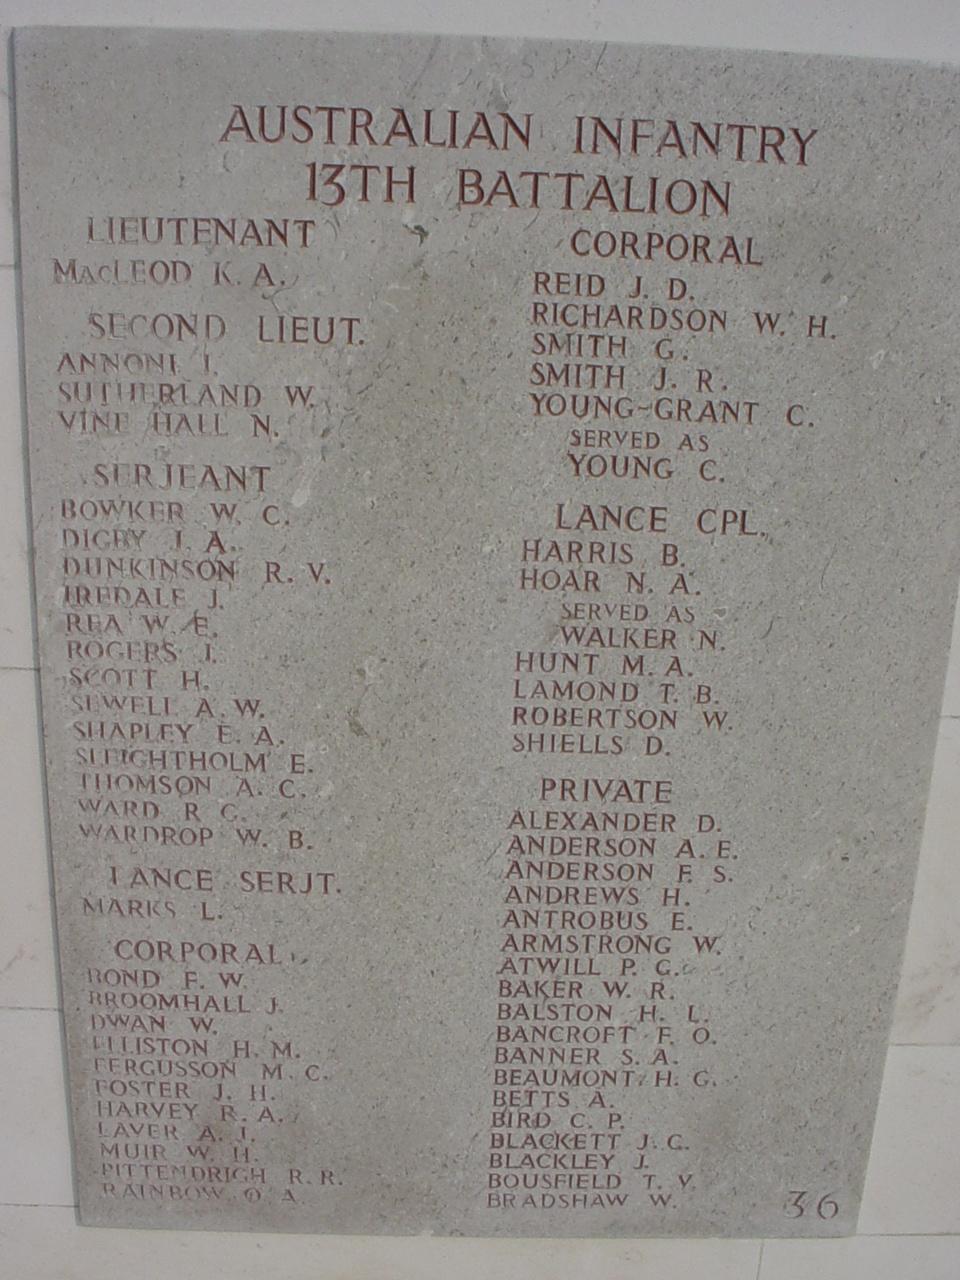 AUSTRALIAN INFANTRY
13TH BATTALION
LIEUTENANT
MacLEOD K. A.
SECOND LIEUT.
ANNONI I.
SUTHERLAND W.
VINE HALL N.
SERJEANT
BOWKER W. C.
DIGBY J. A.
DUNKINSON R. V.
IREDALE J.
REA W. E.
ROGERS J.
SCOTT H.
SEWELL A. W.
SHAPLEY E. A.
SLEIGHTHOLM E.
THOMSON A. C.
WARD R
WARDROP W. B.
LANCE SERJT.
MARKS L.
CORPORAL
BOND F. W.
BROOMHALL J.
DWAN W.
ELLISTON H. M.
FERGUSSON M. C.
FOSTER J. H.
HARVEY R. A.
LAVER A. J.
MUIR W. H.
PITTENDRIGH R. R.
RAINBOW O. A.
CORPORAL
REID J. D.
RICHARDSON W. H.
SMITH G.
SMITH J. R.
YOUNG-GRANT C.
SERVED AS
YOUNG C.
LANCE CPL.
HARRIS B.
HOAR N. A.
SERVED AS
WALKER N.
HUNT M. A.
LAMOND T. B.
ROBERTSON W.
SHIELLS D.
PRIVATE
ALEXANDER D.
ANDERSON A. E.
ANDERSON F. S.
ANDREWS H.
ANTROBUS E.
ARMSTRONG W.
ATWILL P. G.
BAKER W. R.
BALSTON H. L.
BANCROFT F. O.
BANNER S. A.
BEAUMONT H. G.
BETTS A.
BIRD C. P.
BLACKETT J. C.
BLACKLEY J.
BOUSFIELD T. V.
BRADSHAW W.
36